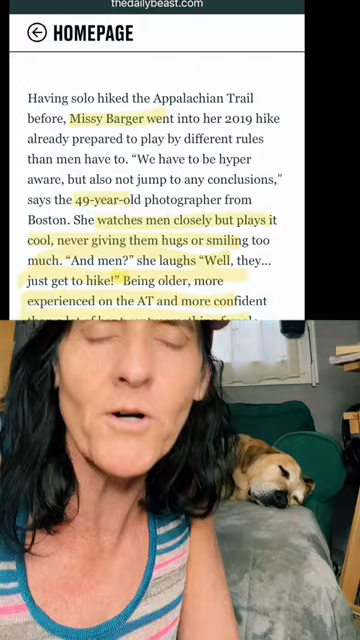 thedailybeast.com
HOMEPAGE
Having solo hiked the Appalachian Trail
before, Missy Barger went into her 2019 hike
already prepared to play by different rules
than men have to. “We have to be hyper
aware, but also not jump to any conclusions,”
says the 49-year-old photographer from
Boston. She watches men closely but plays it
cool, never giving them hugs or smiling too
much. “And men?” she laughs “Well, they...
just get to hike!” Being older, more
experienced on the AT and more confident